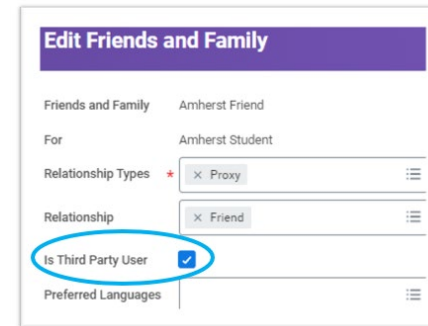 Edit Friends and Family
Friends and Family Amherst Friend
For Amherst Student
Relationship Types * × Proxy
Relationship × Friend
Is Third Party User
Preferred Languages